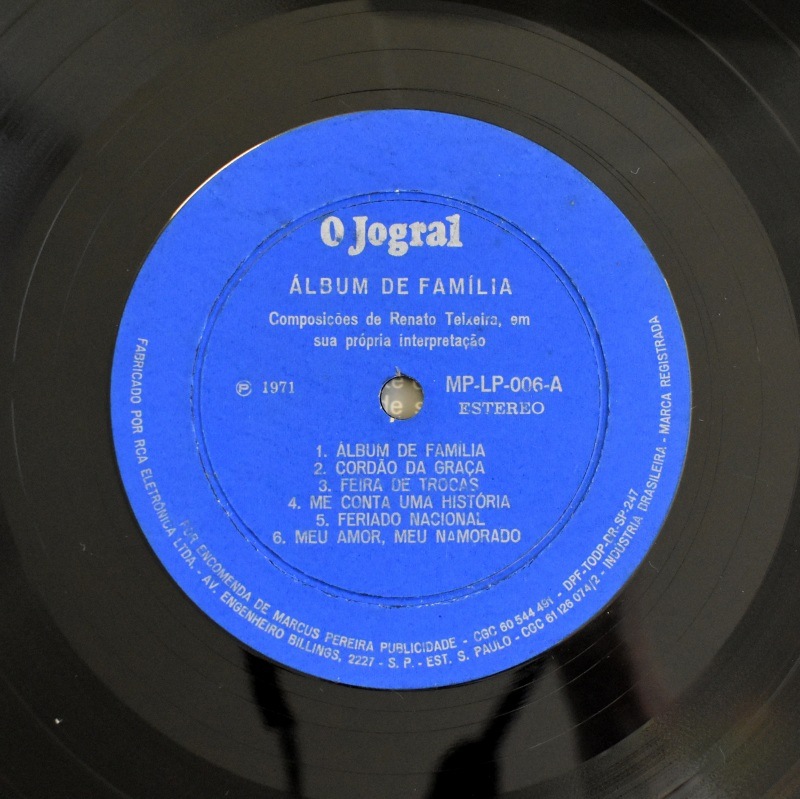 O Jogral
ÁLBUM DE FAMÍLIA
Composicões de Renato Teixeira, em
sua própria interpretação
℗ 1971
MP-LP-006-A
ESTEREO
1. ÁLBUM DE FAMÍLIA
2. CORDÃO DA GRAÇA
3. FEIRA DE TROCAS
4. ME CONTA UMA HISTÓRIA
5. FERIADO NACIONAL
6. MEU AMOR, MEU NAMORADO
POR ENCOMENDA DE MARCUS PEREIRA PUBLICIDADE - CGC 60 544 491 - DPF-TODP-DR-SP-247
FABRICADO POR RCA ELETRÔNICA LTDA. - AV. ENGENHEIRO BILLINGS, 2227 - S. P. - EST. S. PAULO - CGC 61 126 074/2 - INDUSTRIA BRASILEIRA - MARCA REGISTRADA